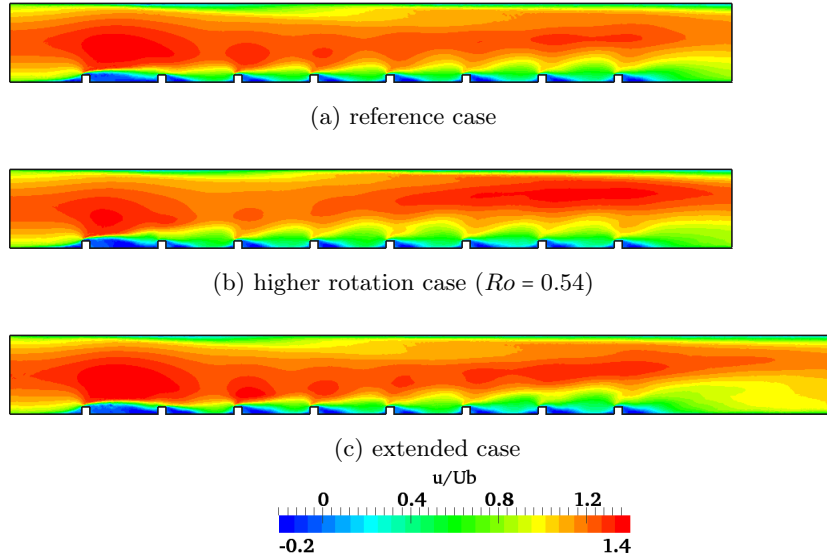 (a) reference case
(b) higher rotation case (Ro = 0.54)
(c) extended case
u/Ub
0 0.4 0.8 1.2
-0.2 1.4